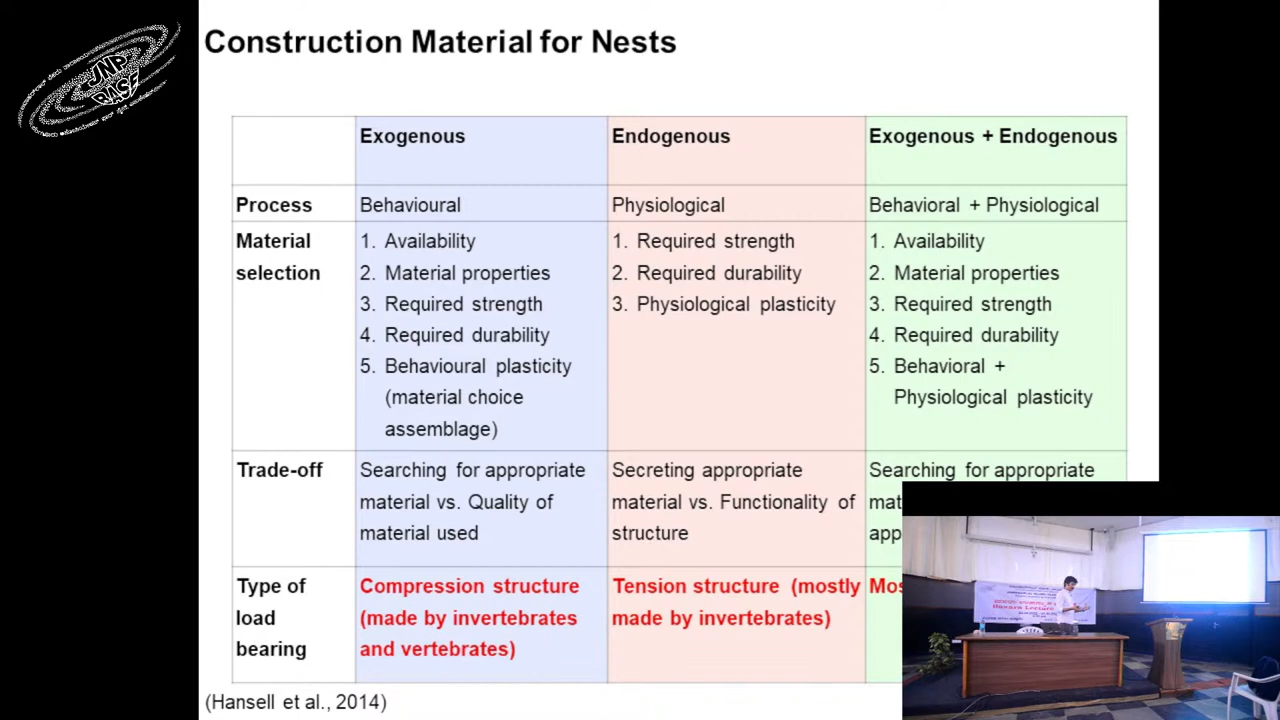 JNP
BASE
Construction Material for Nests
Exogenous
Endogenous
Exogenous + Endogenous
Process
Behavioural
Physiological
Behavioral + Physiological
Material
selection
1. Availability
2. Material properties
3. Required strength
4. Required durability
5. Behavioural plasticity
(material choice
assemblage)
1. Required strength
2. Required durability
3. Physiological plasticity
1. Availability
2. Material properties
3. Required strength
4. Required durability
5. Behavioral +
Physiological plasticity
Trade-off
Searching for appropriate
material vs. Quality of
material used
Secreting appropriate
material vs. Functionality of
structure
Searching for appropriate
Type of
load
bearing
Compression structure
(made by invertebrates
and vertebrates)
Tension structure (mostly
made by invertebrates)
(Hansell et al., 2014)
Lecture